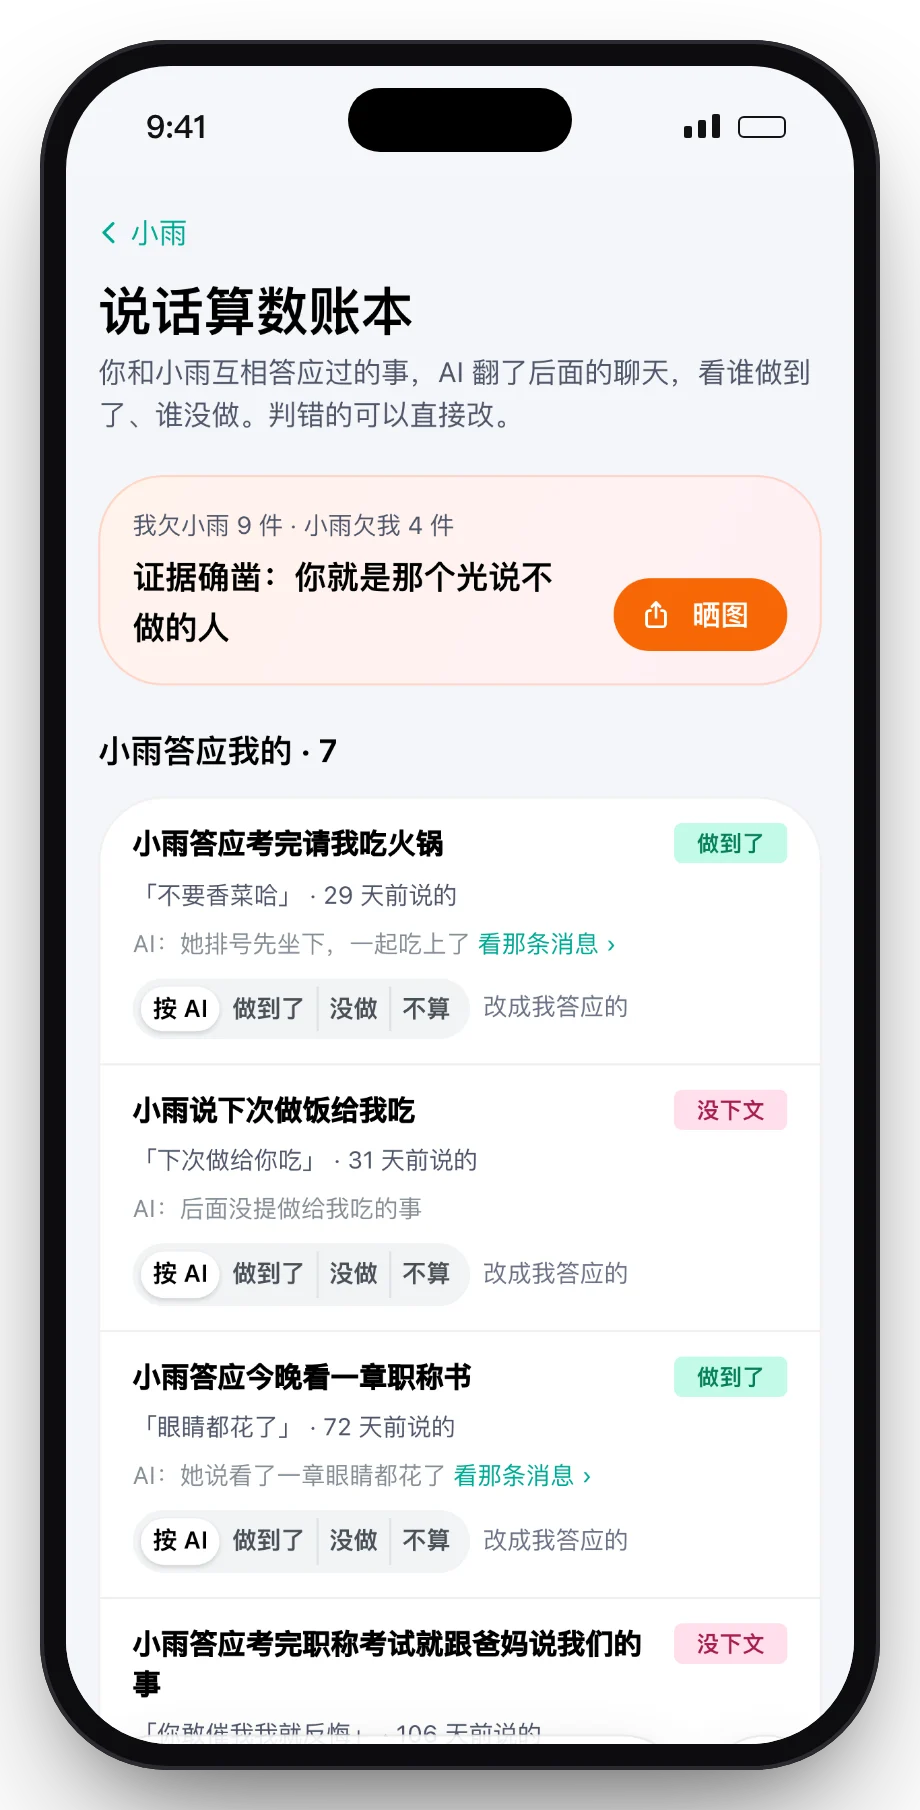 9:41
小雨
说话算数账本
你和小雨互相答应过的事，AI 翻了后面的聊天，看谁做到
了、谁没做。判错的可以直接改。
我欠小雨 9 件 · 小雨欠我 4 件
证据确凿：你就是那个光说不
做的人
晒图
小雨答应我的 · 7
小雨答应考完请我吃火锅
做到了
「不要香菜哈」 · 29 天前说的
AI：她排号先坐下，一起吃上了 看那条消息 ›
按 AI 做到了 没做 不算 改成我答应的
小雨说下次做饭给我吃
没下文
「下次做给你吃」 · 31 天前说的
AI：后面没提做给我吃的事
按 AI 做到了 没做 不算 改成我答应的
小雨答应今晚看一章职称书
做到了
「眼睛都花了」 · 72 天前说的
AI：她说看了一章眼睛都花了 看那条消息 ›
按 AI 做到了 没做 不算 改成我答应的
小雨答应考完职称考试就跟爸妈说我们的
事
没下文
「你敢催我我就反悔」 · 106 天前说的